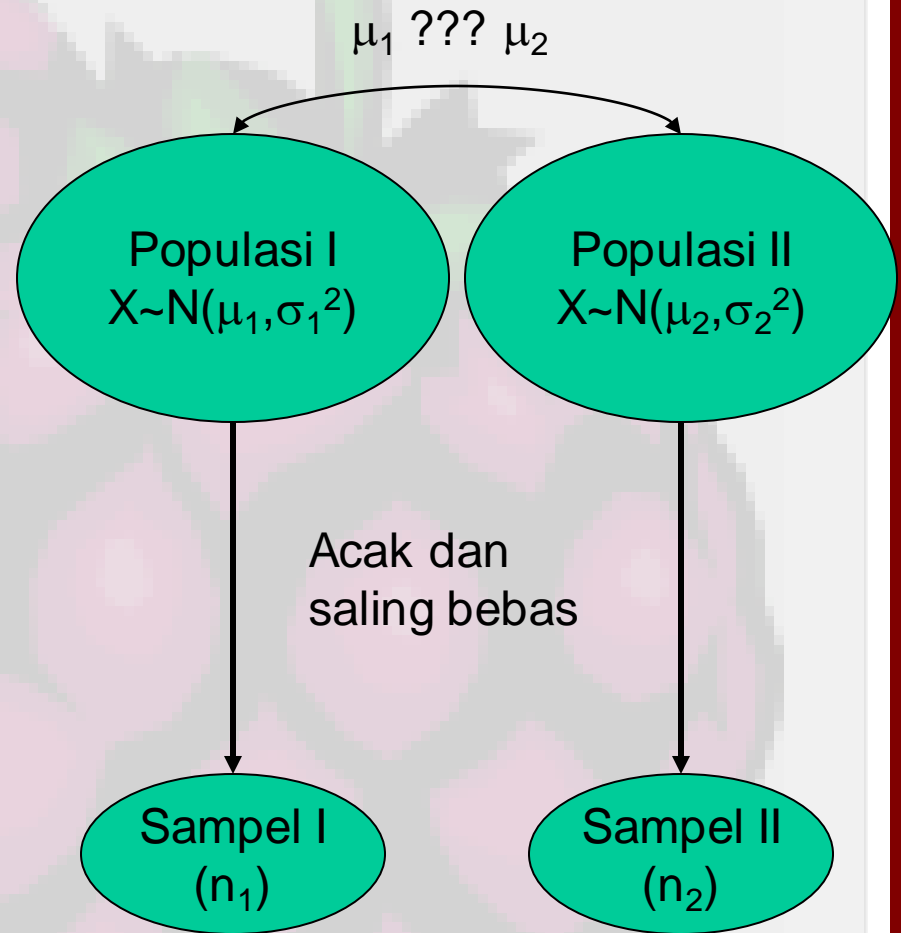 μ₁ ??? μ₂
Populasi I
X~N(μ₁,σ₁²)
Populasi II
X~N(μ₂,σ₂²)
Acak dan
saling bebas
Sampel I
(n₁)
Sampel II
(n₂)